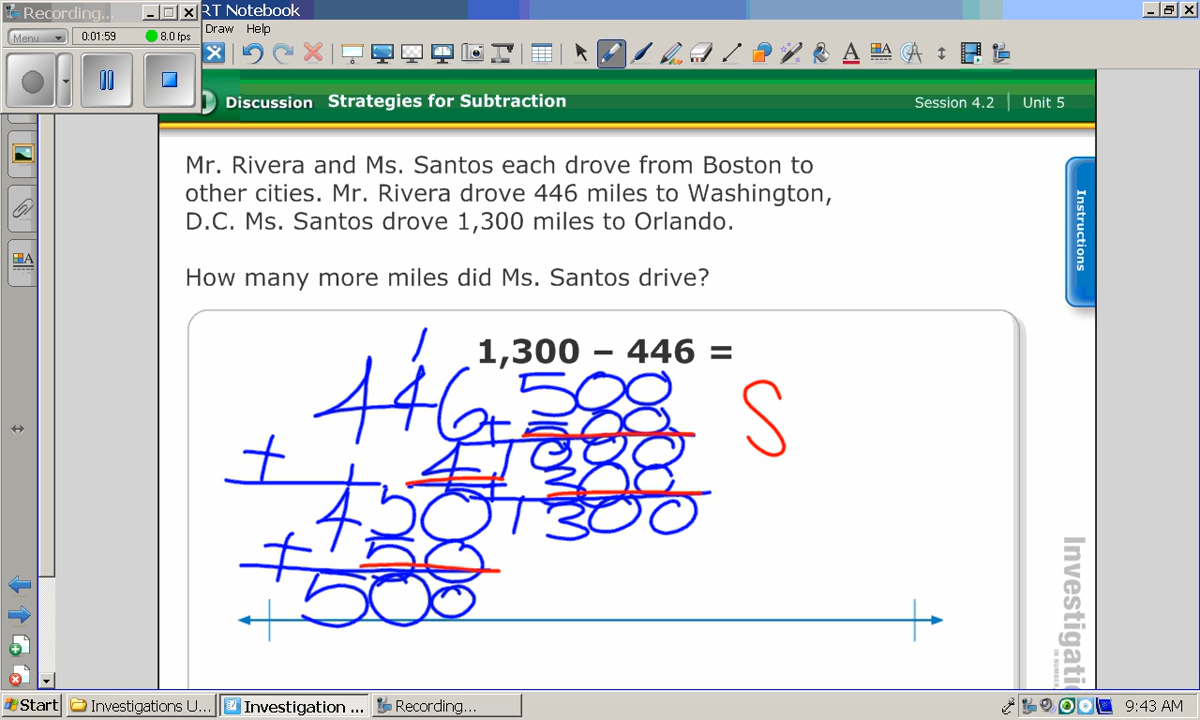 Recording...
RT Notebook
Menu
0:01:59
8.0 fps
Draw Help
Discussion Strategies for Subtraction
Session 4.2 | Unit 5
Mr. Rivera and Ms. Santos each drove from Boston to
other cities. Mr. Rivera drove 446 miles to Washington,
D.C. Ms. Santos drove 1,300 miles to Orlando.
How many more miles did Ms. Santos drive?
Instructions
1,300 – 446 =
1
446
+ 4
450
+ 50
500
500
+ 500
1000
+ 300
1300
8
Investigati
Start
Investigations U...
Investigation ...
Recording...
9:43 AM